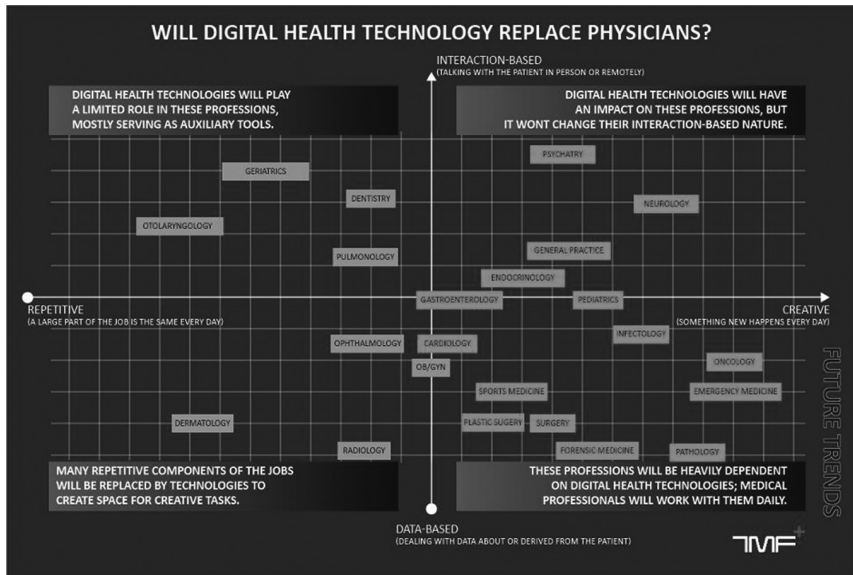 WILL DIGITAL HEALTH TECHNOLOGY REPLACE PHYSICIANS?
INTERACTION-BASED
(TALKING WITH THE PATIENT IN PERSON OR REMOTELY)
DIGITAL HEALTH TECHNOLOGIES WILL PLAY
A LIMITED ROLE IN THESE PROFESSIONS,
MOSTLY SERVING AS AUXILIARY TOOLS.
DIGITAL HEALTH TECHNOLOGIES WILL HAVE
AN IMPACT ON THESE PROFESSIONS, BUT
IT WONT CHANGE THEIR INTERACTION-BASED NATURE.
PSYCHATRY
GERIATRICS
DENTISTRY
NEUROLOGY
OTOLARYNGOLOGY
GENERAL PRACTICE
PULMONOLOGY
ENDOCRINOLOGY
GASTROENTEROLOGY
PEDIATRICS
REPETITIVE
(A LARGE PART OF THE JOB IS THE SAME EVERY DAY)
CREATIVE
(SOMETHING NEW HAPPENS EVERY DAY)
INFECTOLOGY
OPHTHALMOLOGY
CARDIOLOGY
OB/GYN
ONCOLOGY
SPORTS MEDICINE
EMERGENCY MEDICINE
DERMATOLOGY
PLASTIC SUGERY
SURGERY
RADIOLOGY
FORENSIC MEDICINE
PATHOLOGY
FUTURE TRENDS
MANY REPETITIVE COMPONENTS OF THE JOBS
WILL BE REPLACED BY TECHNOLOGIES TO
CREATE SPACE FOR CREATIVE TASKS.
THESE PROFESSIONS WILL BE HEAVILY DEPENDENT
ON DIGITAL HEALTH TECHNOLOGIES; MEDICAL
PROFESSIONALS WILL WORK WITH THEM DAILY.
DATA-BASED
(DEALING WITH DATA ABOUT OR DERIVED FROM THE PATIENT)
TMF+